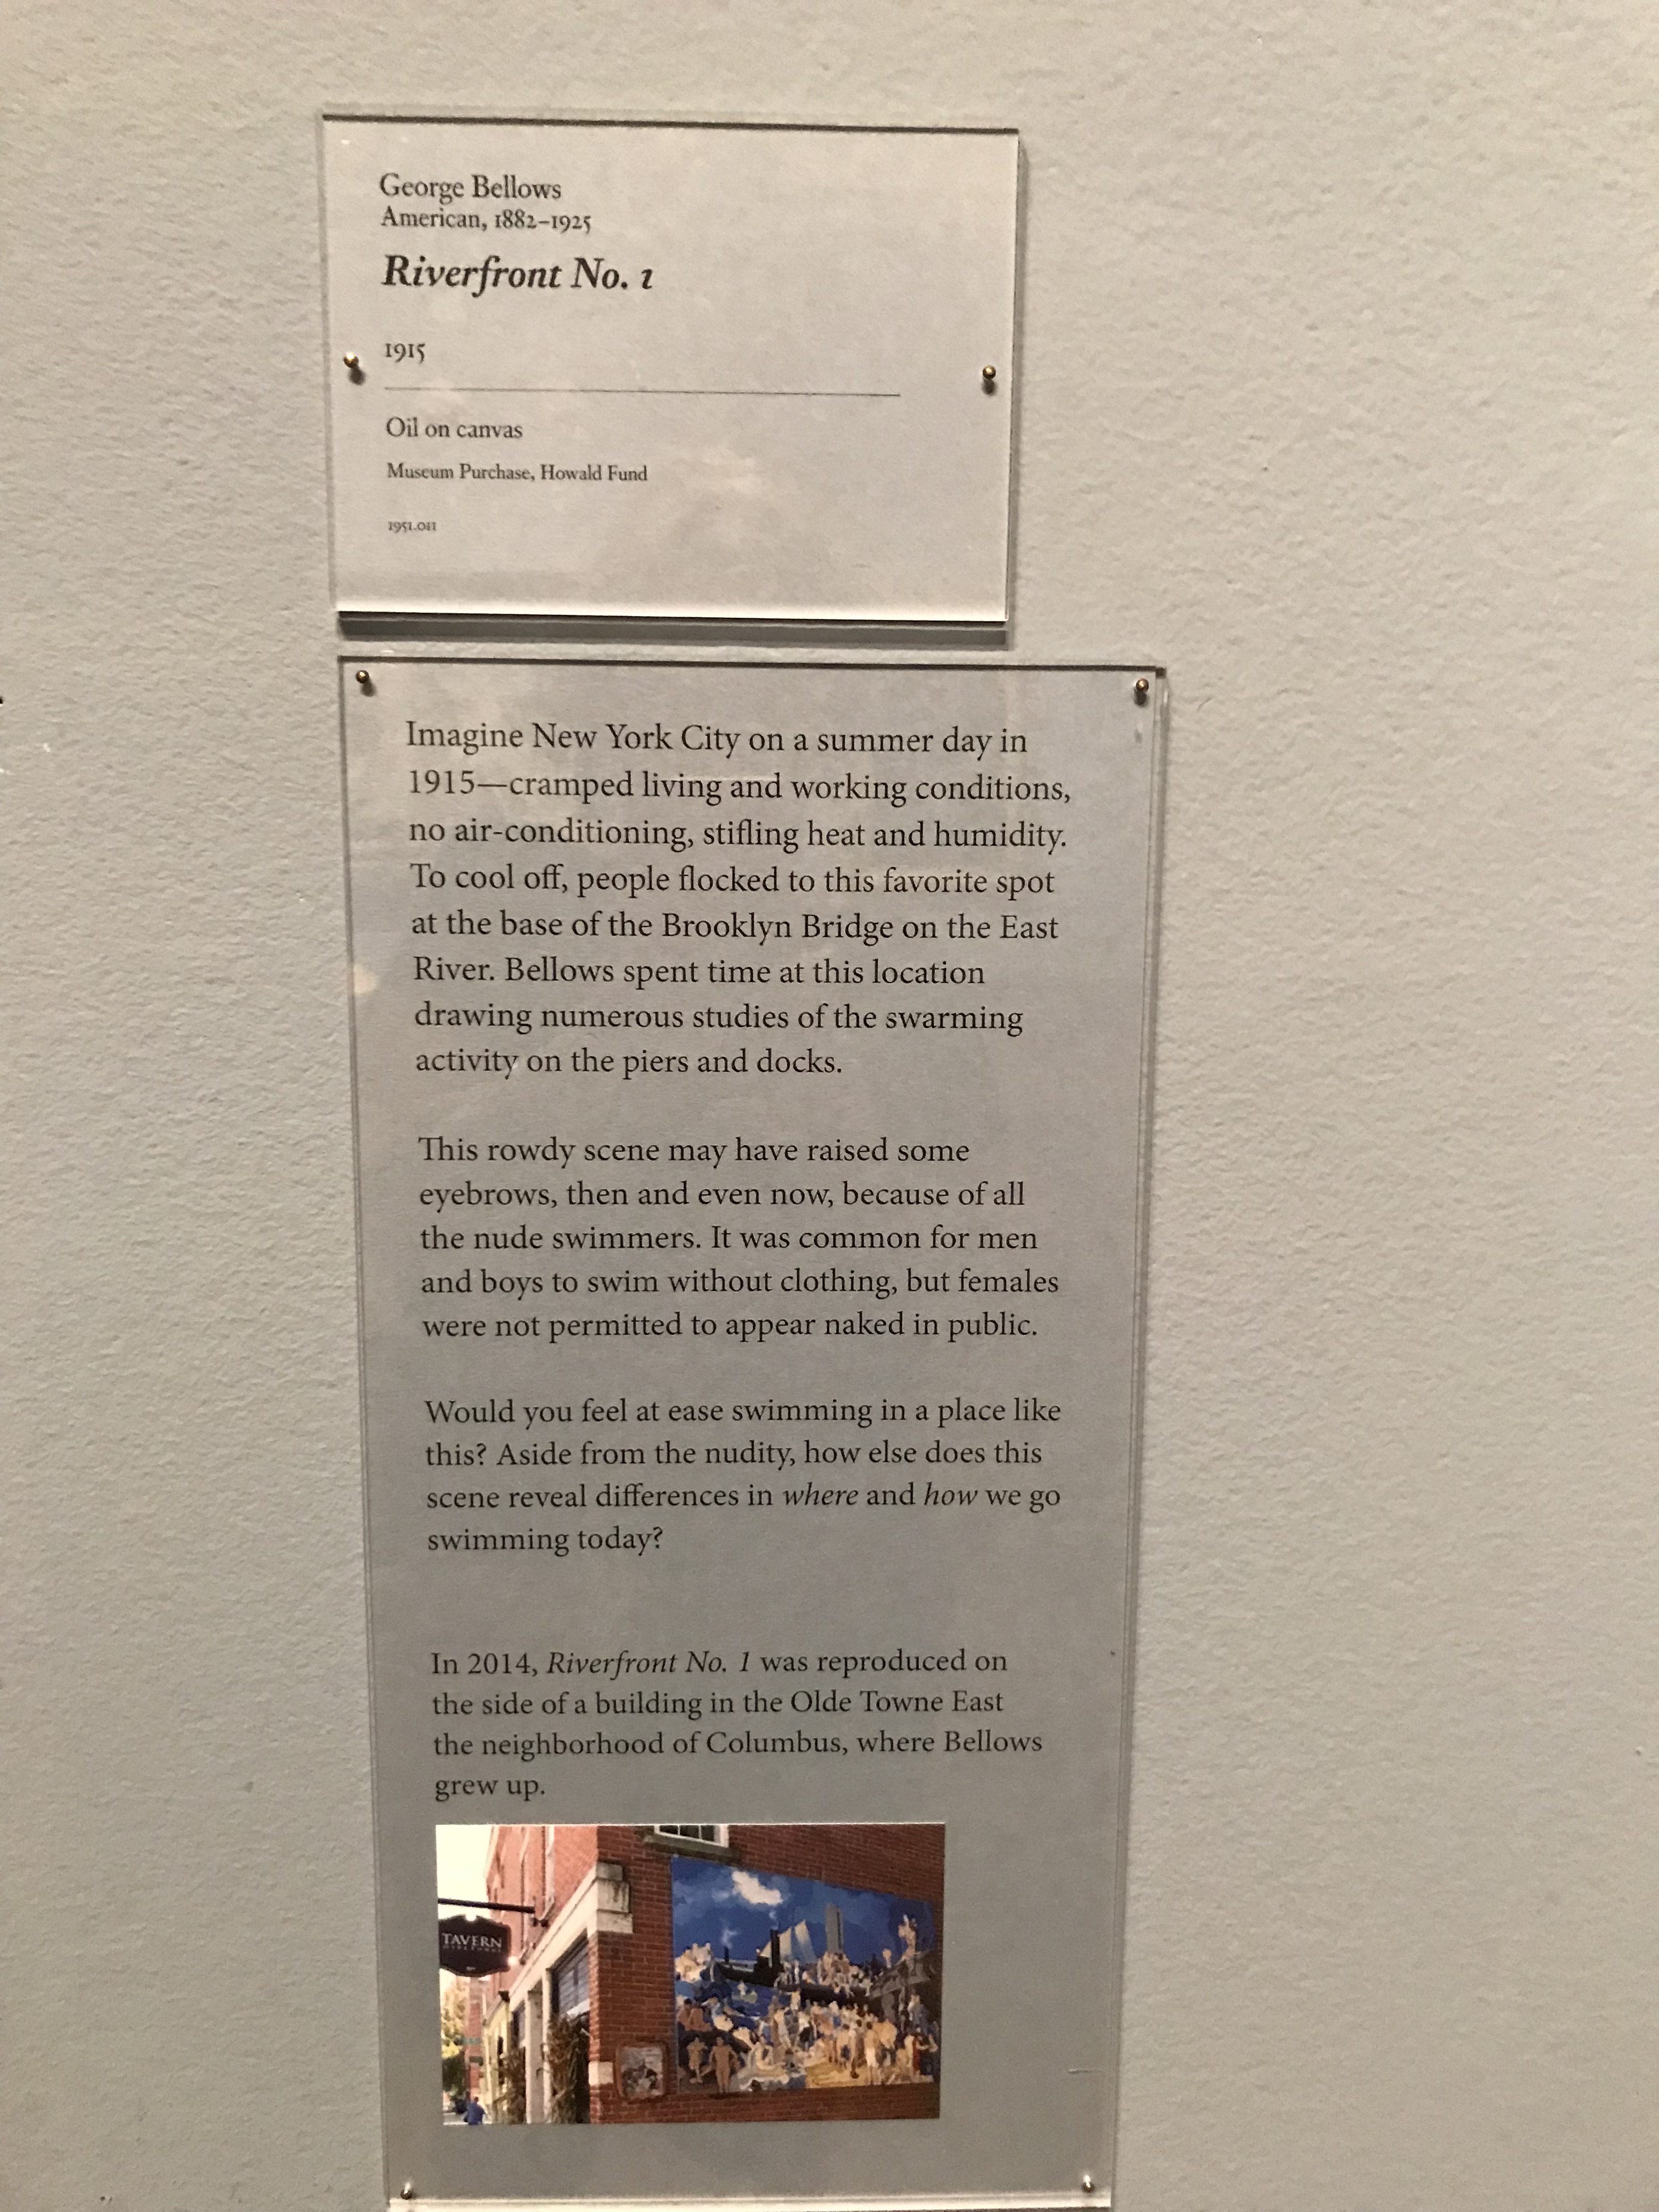 George Bellows
American, 1882–1925
Riverfront No. 1
1915
Oil on canvas
Museum Purchase, Howald Fund
1951.011
Imagine New York City on a summer day in
1915—cramped living and working conditions,
no air-conditioning, stifling heat and humidity.
To cool off, people flocked to this favorite spot
at the base of the Brooklyn Bridge on the East
River. Bellows spent time at this location
drawing numerous studies of the swarming
activity on the piers and docks.
This rowdy scene may have raised some
eyebrows, then and even now, because of all
the nude swimmers. It was common for men
and boys to swim without clothing, but females
were not permitted to appear naked in public.
Would you feel at ease swimming in a place like
this? Aside from the nudity, how else does this
scene reveal differences in where and how we go
swimming today?
In 2014, Riverfront No. 1 was reproduced on
the side of a building in the Olde Towne East
the neighborhood of Columbus, where Bellows
grew up.
TAVERN